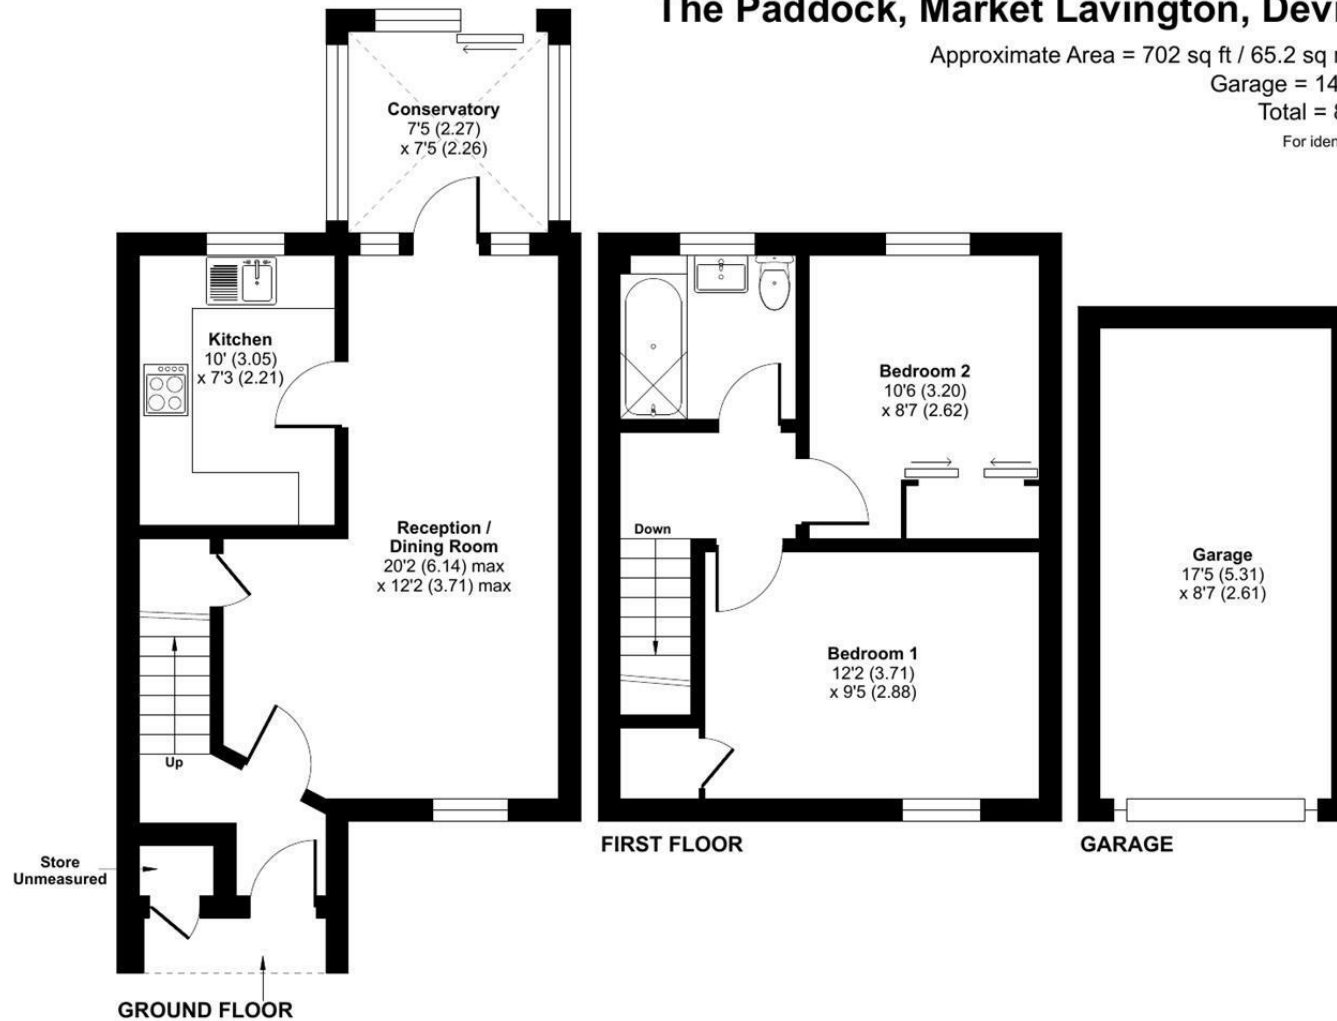 The Paddock, Market Lavington, Devi
Approximate Area = 702 sq ft / 65.2 sq
Garage = 14
Total =
For iden
Conservatory
7'5 (2.27)
x 7'5 (2.26)
Kitchen
10' (3.05)
x 7'3 (2.21)
Reception /
Dining Room
20'2 (6.14) max
x 12'2 (3.71) max
Up
Store
Unmeasured
GROUND FLOOR
Bedroom 2
10'6 (3.20)
x 8'7 (2.62)
Down
Bedroom 1
12'2 (3.71)
x 9'5 (2.88)
FIRST FLOOR
Garage
17'5 (5.31)
x 8'7 (2.61)
GARAGE